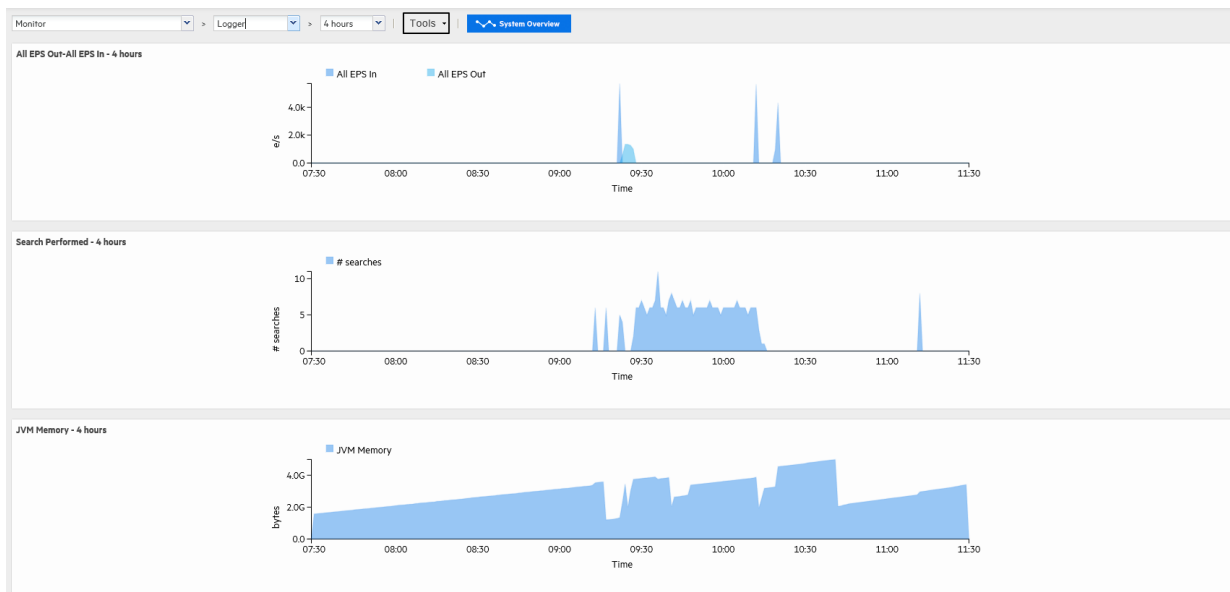 Monitor > Logger > 4 hours | Tools | System Overview
All EPS Out-All EPS In - 4 hours
All EPS In All EPS Out
4.0k
2.0k
0.0
e/s
07:30 08:00 08:30 09:00 09:30 10:00 10:30 11:00 11:30
Time
Search Performed - 4 hours
# searches
10
5
0
# searches
07:30 08:00 08:30 09:00 09:30 10:00 10:30 11:00 11:30
Time
JVM Memory - 4 hours
JVM Memory
4.0G
2.0G
0.0
bytes
07:30 08:00 08:30 09:00 09:30 10:00 10:30 11:00 11:30
Time